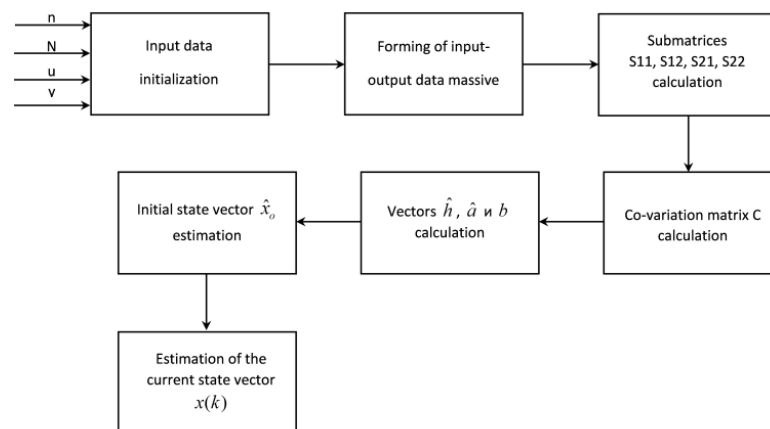 n
N
u
v
Input data
initialization
Forming of input-
output data massive
Submatrices
S11, S12, S21, S22
calculation
Initial state vector x̂ₒ
estimation
Vectors ĥ , â и b
calculation
Co-variation matrix C
calculation
Estimation of the
current state vector
x(k)